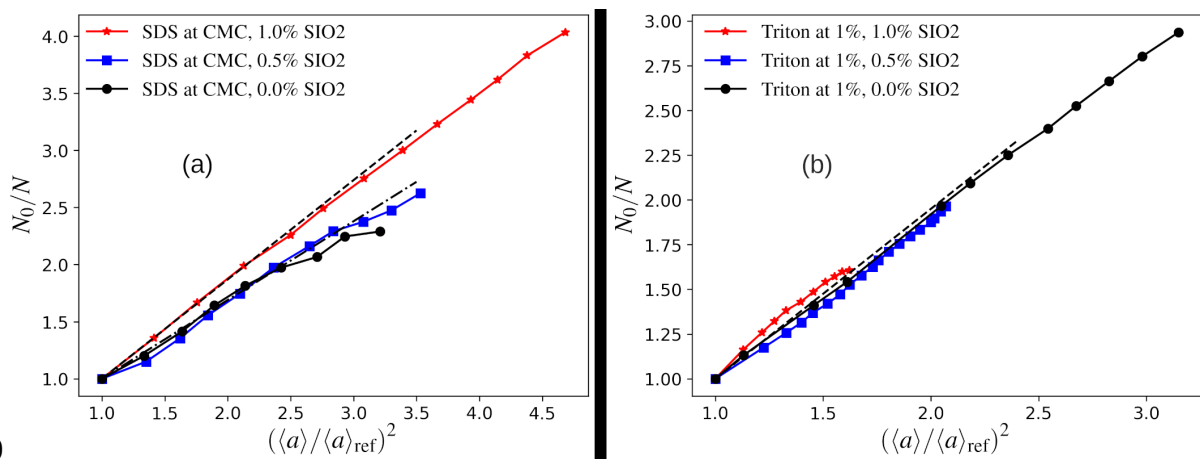 SDS at CMC, 1.0% SIO2
SDS at CMC, 0.5% SIO2
SDS at CMC, 0.0% SIO2
(a)
4.0
3.5
3.0
2.5
2.0
1.5
1.0
N₀/N
1.0 1.5 2.0 2.5 3.0 3.5 4.0 4.5
(⟨a⟩/⟨a⟩ref)²
)
Triton at 1%, 1.0% SIO2
Triton at 1%, 0.5% SIO2
Triton at 1%, 0.0% SIO2
(b)
3.00
2.75
2.50
2.25
2.00
1.75
1.50
1.25
1.00
N₀/N
1.0 1.5 2.0 2.5 3.0
(⟨a⟩/⟨a⟩ref)²